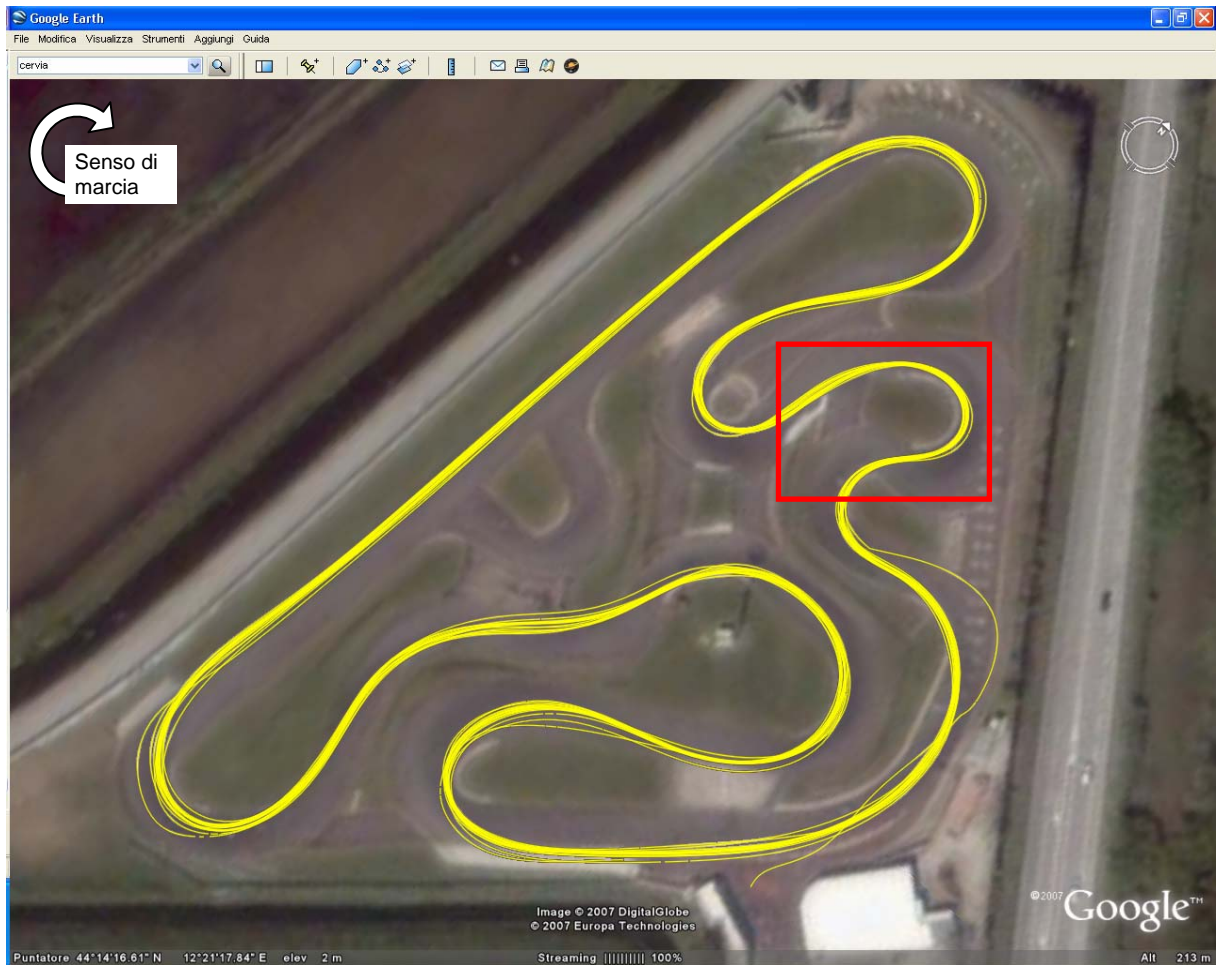 Google Earth
File Modifica Visualizza Strumenti Aggiungi Guida
cervia
Senso di
marcia
N
Image © 2007 DigitalGlobe
© 2007 Europa Technologies
©2007 Google™
Puntatore 44°14'16.61" N 12°21'17.84" E elev 2 m Streaming |||||||||| 100% Alt 213 m